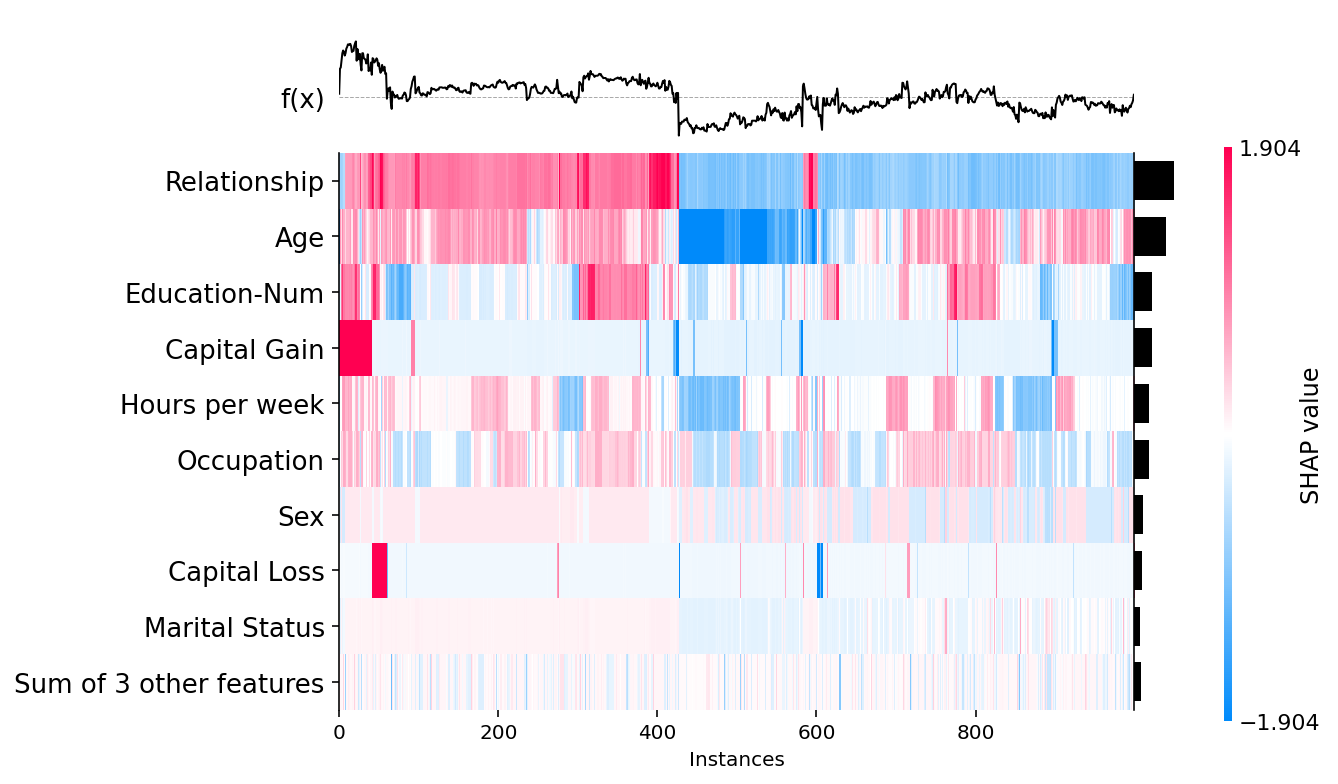 f(x)
1.904
Relationship
Age
Education-Num
Capital Gain
Hours per week
Occupation
Sex
Capital Loss
Marital Status
Sum of 3 other features
SHAP value
−1.904
0 200 400 600 800
Instances